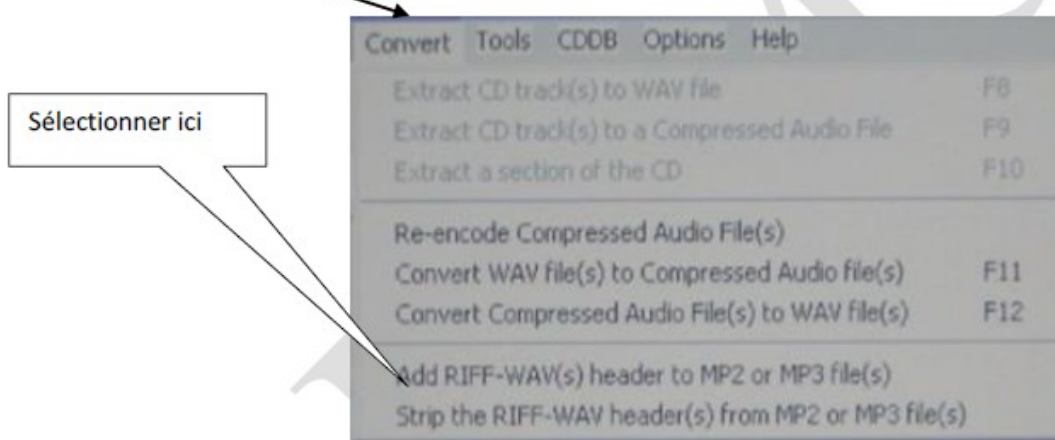 Convert Tools CDDB Options Help
Extract CD track(s) to WAV file F8
Extract CD track(s) to a Compressed Audio File F9
Extract a section of the CD F10
Sélectionner ici
Re-encode Compressed Audio File(s)
Convert WAV file(s) to Compressed Audio file(s) F11
Convert Compressed Audio File(s) to WAV file(s) F12
Add RIFF-WAV(s) header to MP2 or MP3 file(s)
Strip the RIFF-WAV header(s) from MP2 or MP3 file(s)